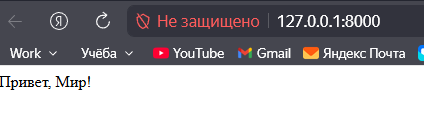 Я Не защищено 127.0.0.1:8000
Work Учёба YouTube Gmail Яндекс Почта
Привет, Мир!